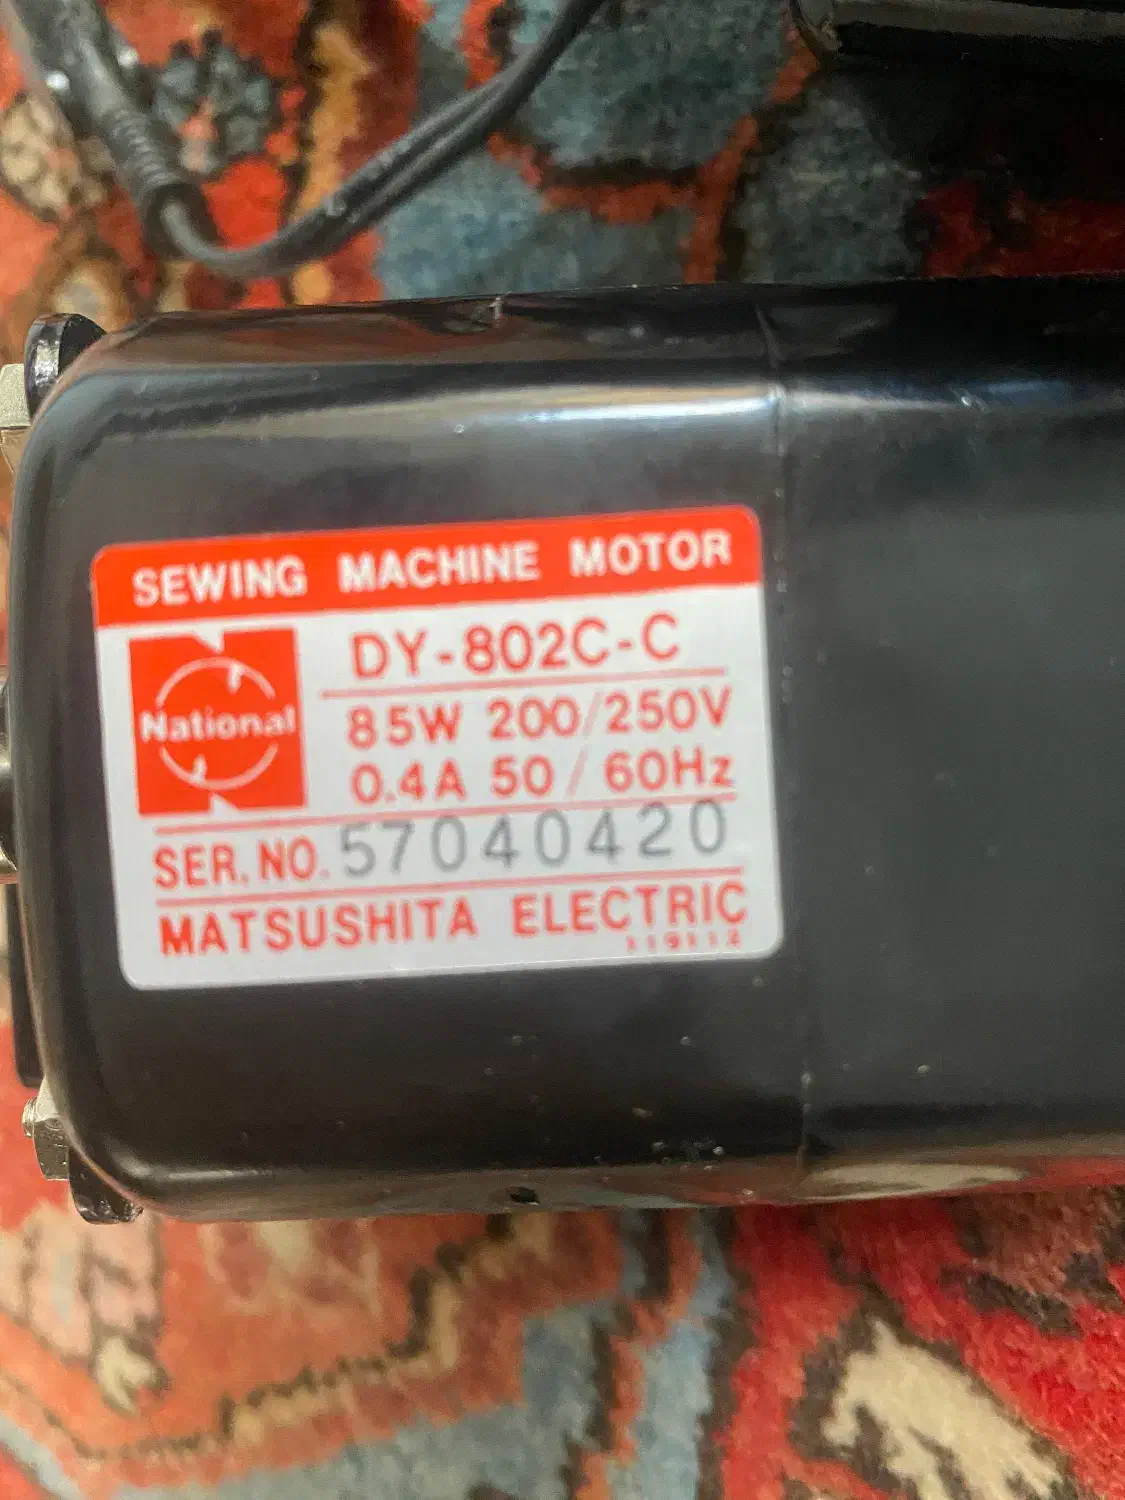 SEWING MACHINE MOTOR
National
DY-802C-C
85W 200/250V
0.4A 50/60Hz
SER. NO. 57040420
MATSUSHITA ELECTRIC